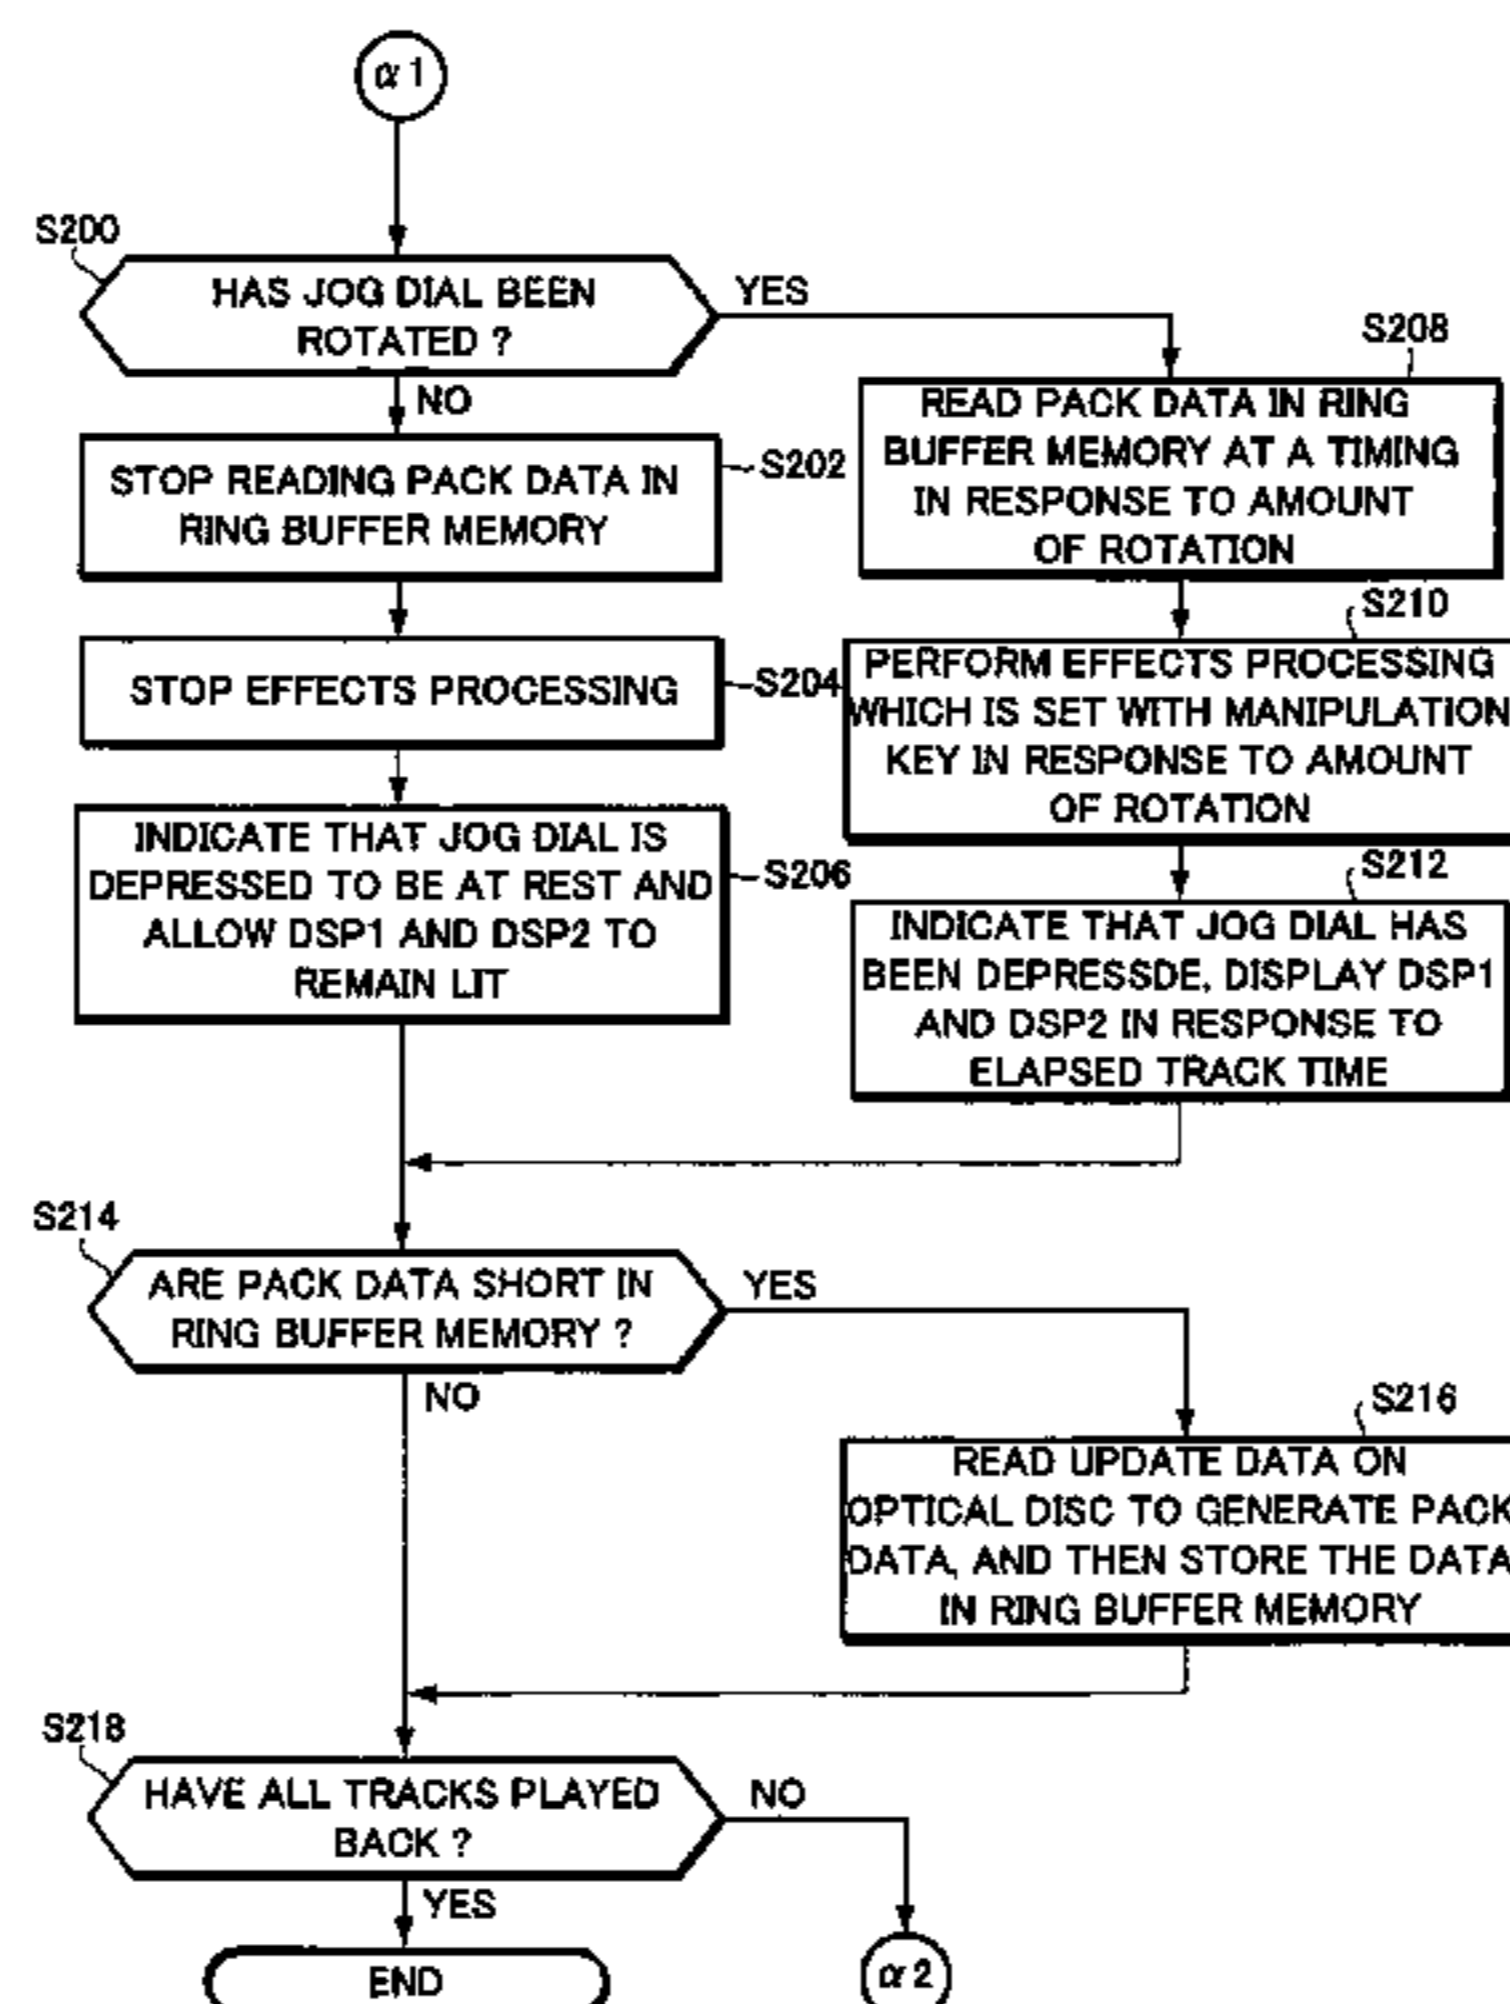 α1
S200
HAS JOG DIAL BEEN
ROTATED ?
YES
NO
S202
STOP READING PACK DATA IN
RING BUFFER MEMORY
S204
STOP EFFECTS PROCESSING
S206
INDICATE THAT JOG DIAL IS
DEPRESSED TO BE AT REST AND
ALLOW DSP1 AND DSP2 TO
REMAIN LIT
S208
READ PACK DATA IN RING
BUFFER MEMORY AT A TIMING
IN RESPONSE TO AMOUNT
OF ROTATION
S210
PERFORM EFFECTS PROCESSING
WHICH IS SET WITH MANIPULATION
KEY IN RESPONSE TO AMOUNT
OF ROTATION
S212
INDICATE THAT JOG DIAL HAS
BEEN DEPRESSDE, DISPLAY DSP1
AND DSP2 IN RESPONSE TO
ELAPSED TRACK TIME
S214
ARE PACK DATA SHORT IN
RING BUFFER MEMORY ?
YES
NO
S216
READ UPDATE DATA ON
OPTICAL DISC TO GENERATE PACK
DATA, AND THEN STORE THE DATA
IN RING BUFFER MEMORY
S218
HAVE ALL TRACKS PLAYED
BACK ?
NO
YES
END
α2